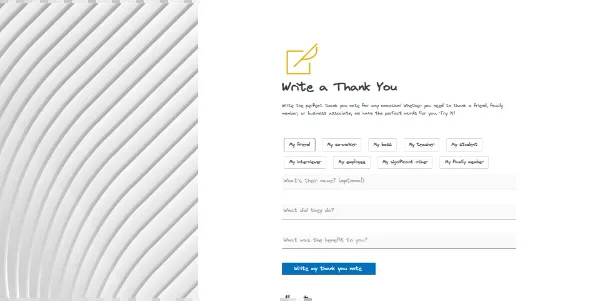 Write a Thank You
Write the perfect thank you note for any occasion! Whether you need to thank a friend, family
member, or business associate, we have the perfect words for you. Try it!
My friend My co-worker My boss My teacher My student
My interviewer My employee My significant other My family member
What's their name? (optional)
What did they do?
What was the benefit to you?
Write my thank you note